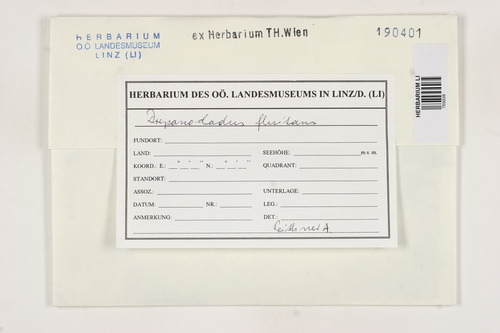 HERBARIUM
OÖ LANDESMUSEUM
LINZ (LI)
ex Herbarium TH.Wien
190401
HERBARIUM LI
HERBARIUM DES OÖ. LANDESMUSEUMS IN LINZ/D. (LI)
Drepanocladus fluitans
FUNDORT:
LAND: SEEHÖHE: m s. m.
KOORD.: E.: ° ' " N.: ° ' " QUADRANT:
STANDORT:
ASSOZ.: UNTERLAGE:
DATUM: NR.: LEG.:
ANMERKUNG: DET.: